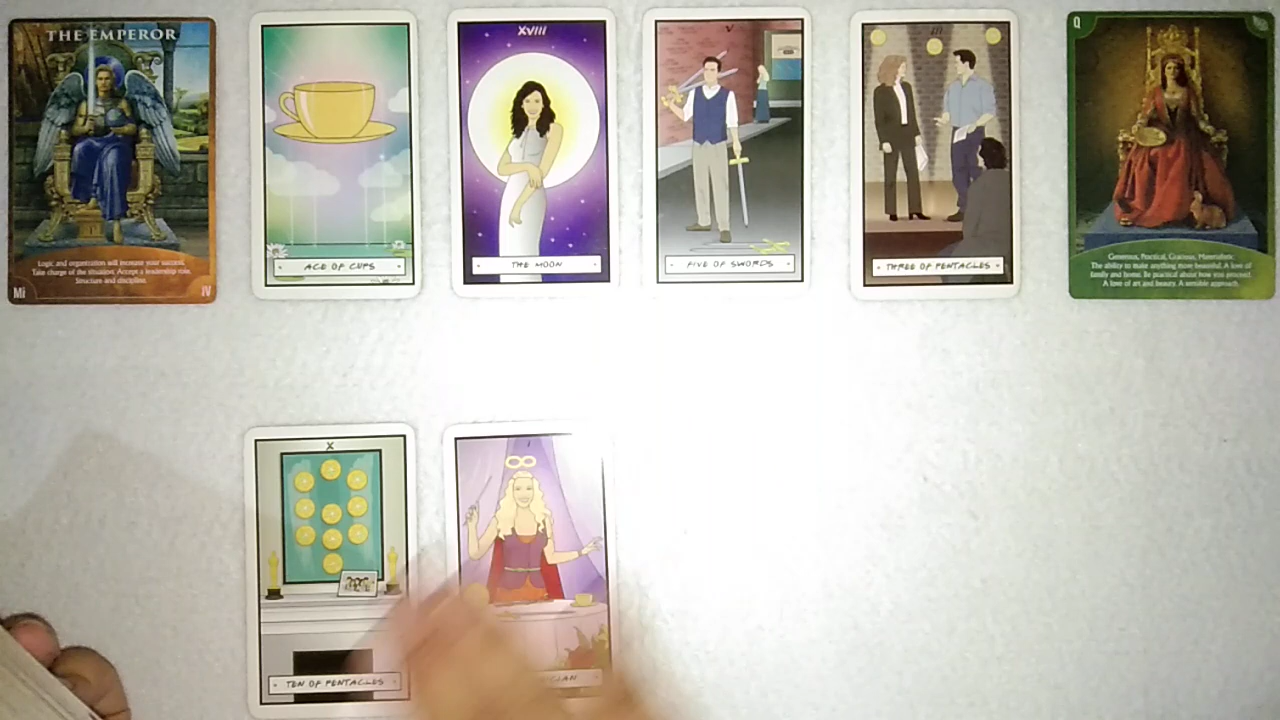 THE EMPEROR
Logic and organization will increase your success.
Take charge of the situation. Accept a leadership role.
Structure and discipline.
Mi
IV
ACE OF CUPS
XVIII
THE MOON
V
FIVE OF SWORDS
III
THREE OF PENTACLES
Q
Generous, Practical, Gracious, Materialistic.
The ability to make anything more beautiful. A love of
family and home. Be practical about how you proceed.
A love of art and beauty. A sensible approach.
X
TEN OF PENTACLES
I
CIAN